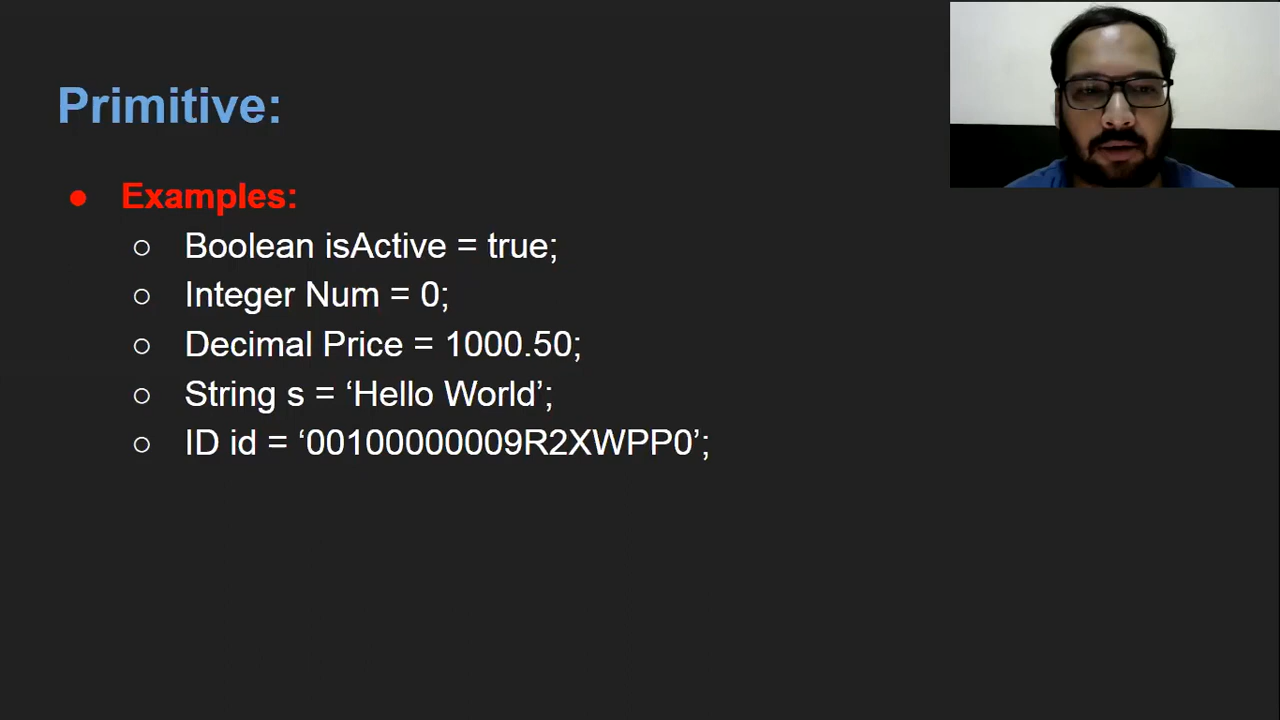 Primitive:
● Examples:
○ Boolean isActive = true;
○ Integer Num = 0;
○ Decimal Price = 1000.50;
○ String s = ‘Hello World’;
○ ID id = ‘00100000009R2XWPP0’;